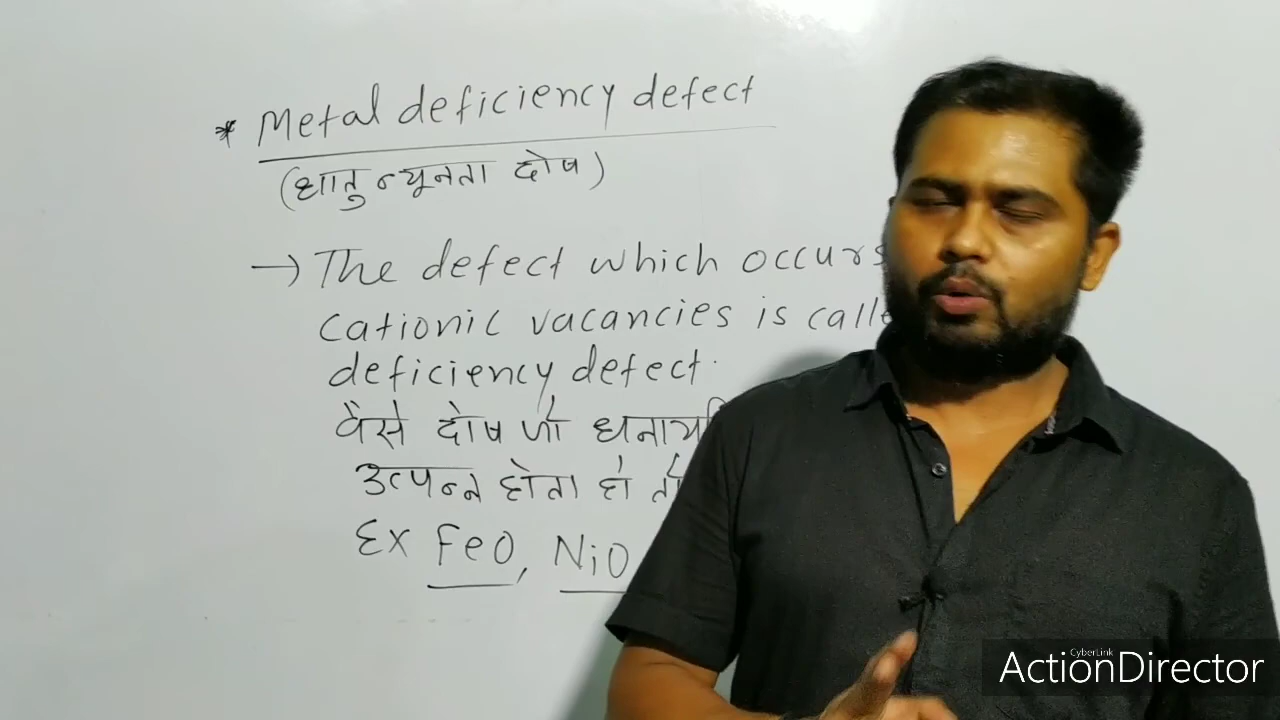 * Metal deficiency defect
(धातु न्यूनता दोष)
→ The defect which occurs
cationic vacancies is calle
deficiency defect.
वैसे दोष जो धनाय
उत्पन्न होता हो तो
Ex FeO, NiO
CyberLink
ActionDirector